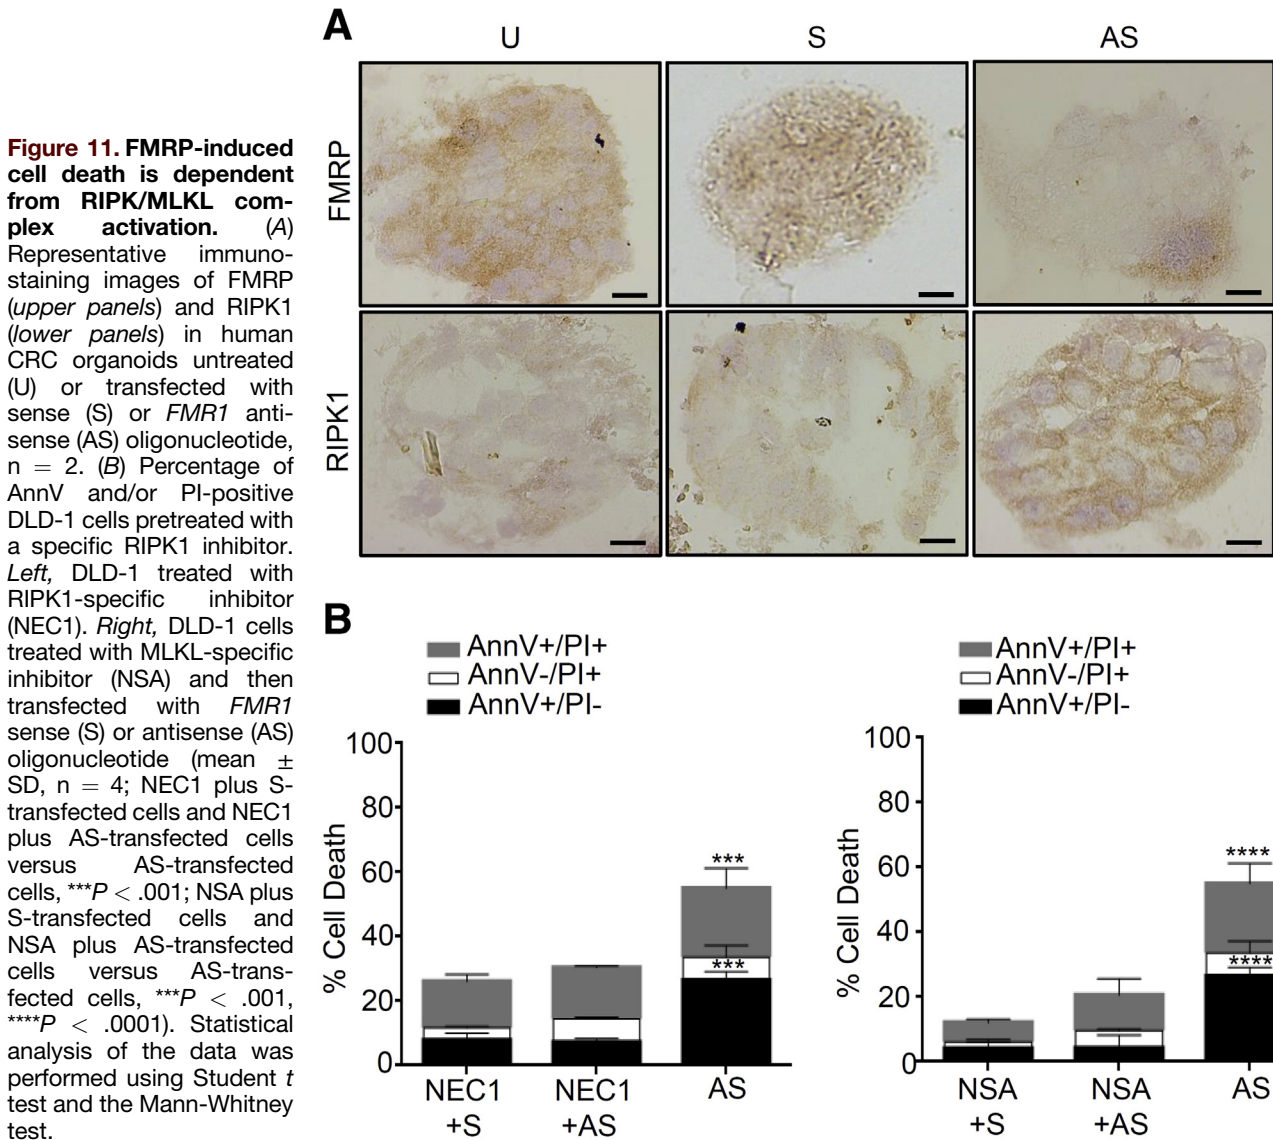 Figure 11. FMRP-induced
cell death is dependent
from RIPK/MLKL com-
plex activation. (A)
Representative immuno-
staining images of FMRP
(upper panels) and RIPK1
(lower panels) in human
CRC organoids untreated
(U) or transfected with
sense (S) or FMR1 anti-
sense (AS) oligonucleotide,
n = 2. (B) Percentage of
AnnV and/or PI-positive
DLD-1 cells pretreated with
a specific RIPK1 inhibitor.
Left, DLD-1 treated with
RIPK1-specific inhibitor
(NEC1). Right, DLD-1 cells
treated with MLKL-specific
inhibitor (NSA) and then
transfected with FMR1
sense (S) or antisense (AS)
oligonucleotide (mean ±
SD, n = 4; NEC1 plus S-
transfected cells and NEC1
plus AS-transfected cells
versus AS-transfected
cells, ***P < .001; NSA plus
S-transfected cells and
NSA plus AS-transfected
cells versus AS-trans-
fected cells, ***P < .001,
****P < .0001). Statistical
analysis of the data was
performed using Student t
test and the Mann-Whitney
test.
A
U S AS
FMRP
RIPK1
B
AnnV+/PI+
AnnV-/PI+
AnnV+/PI-
% Cell Death
100
80
60
40
20
0
***
***
NEC1 NEC1 AS
+S +AS
AnnV+/PI+
AnnV-/PI+
AnnV+/PI-
% Cell Death
100
80
60
40
20
0
****
****
NSA NSA AS
+S +AS